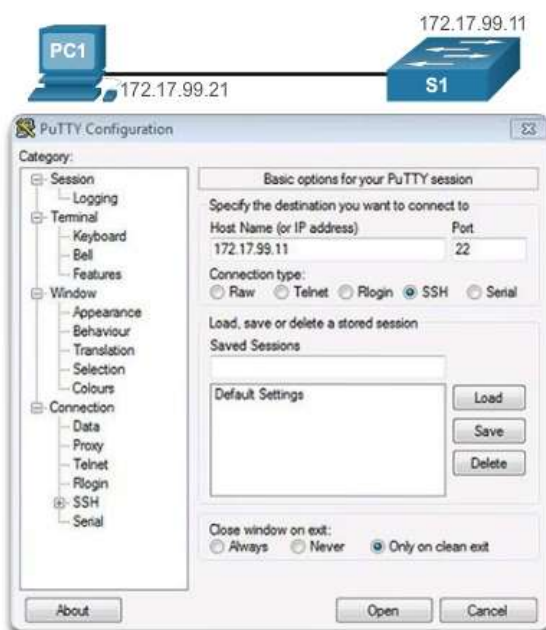 172.17.99.11
PC1
S1
172.17.99.21
PuTTY Configuration
Category:
Session
Logging
Terminal
Keyboard
Bell
Features
Window
Appearance
Behaviour
Translation
Selection
Colours
Connection
Data
Proxy
Telnet
Rlogin
SSH
Serial
Basic options for your PuTTY session
Specify the destination you want to connect to
Host Name (or IP address) Port
172.17.99.11 22
Connection type:
Raw Telnet Rlogin SSH Serial
Load, save or delete a stored session
Saved Sessions
Default Settings
Load
Save
Delete
Close window on exit:
Always Never Only on clean exit
About Open Cancel